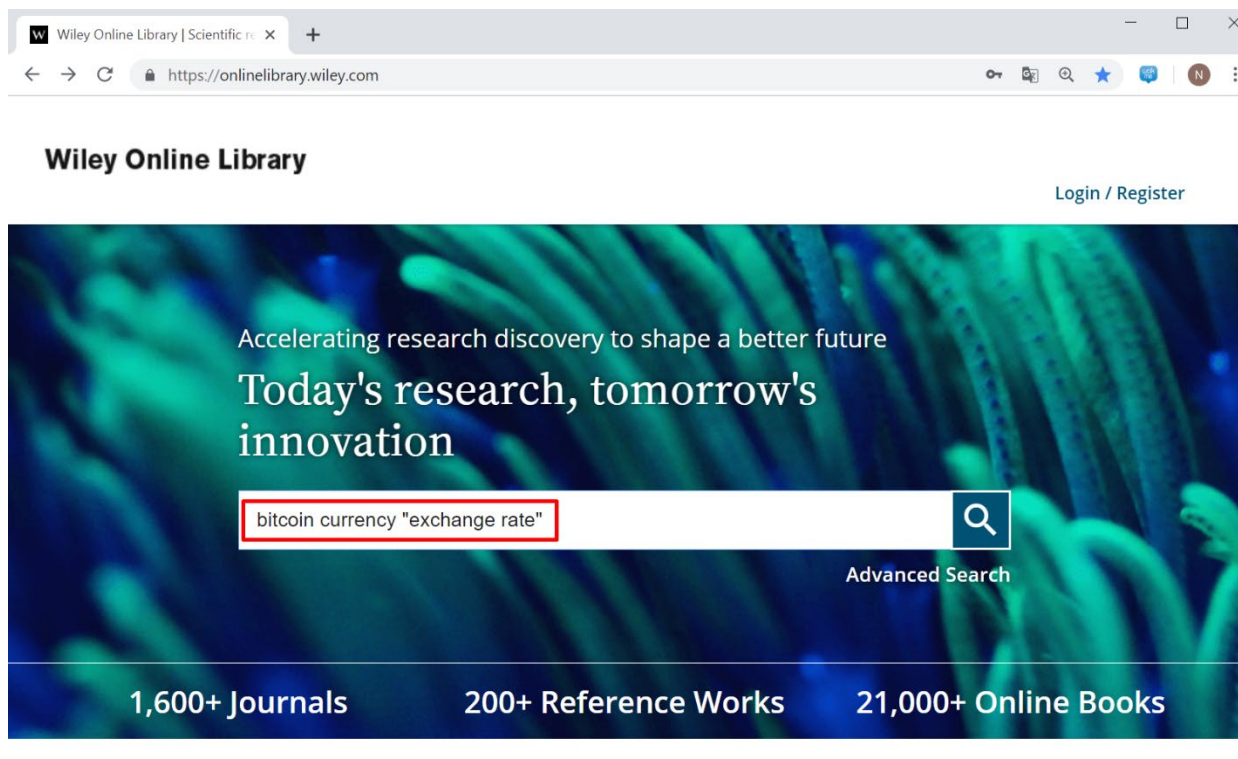 W Wiley Online Library | Scientific re
https://onlinelibrary.wiley.com
N
Wiley Online Library
Login / Register
Accelerating research discovery to shape a better future
Today's research, tomorrow's
innovation
bitcoin currency "exchange rate"
Advanced Search
1,600+ Journals 200+ Reference Works 21,000+ Online Books